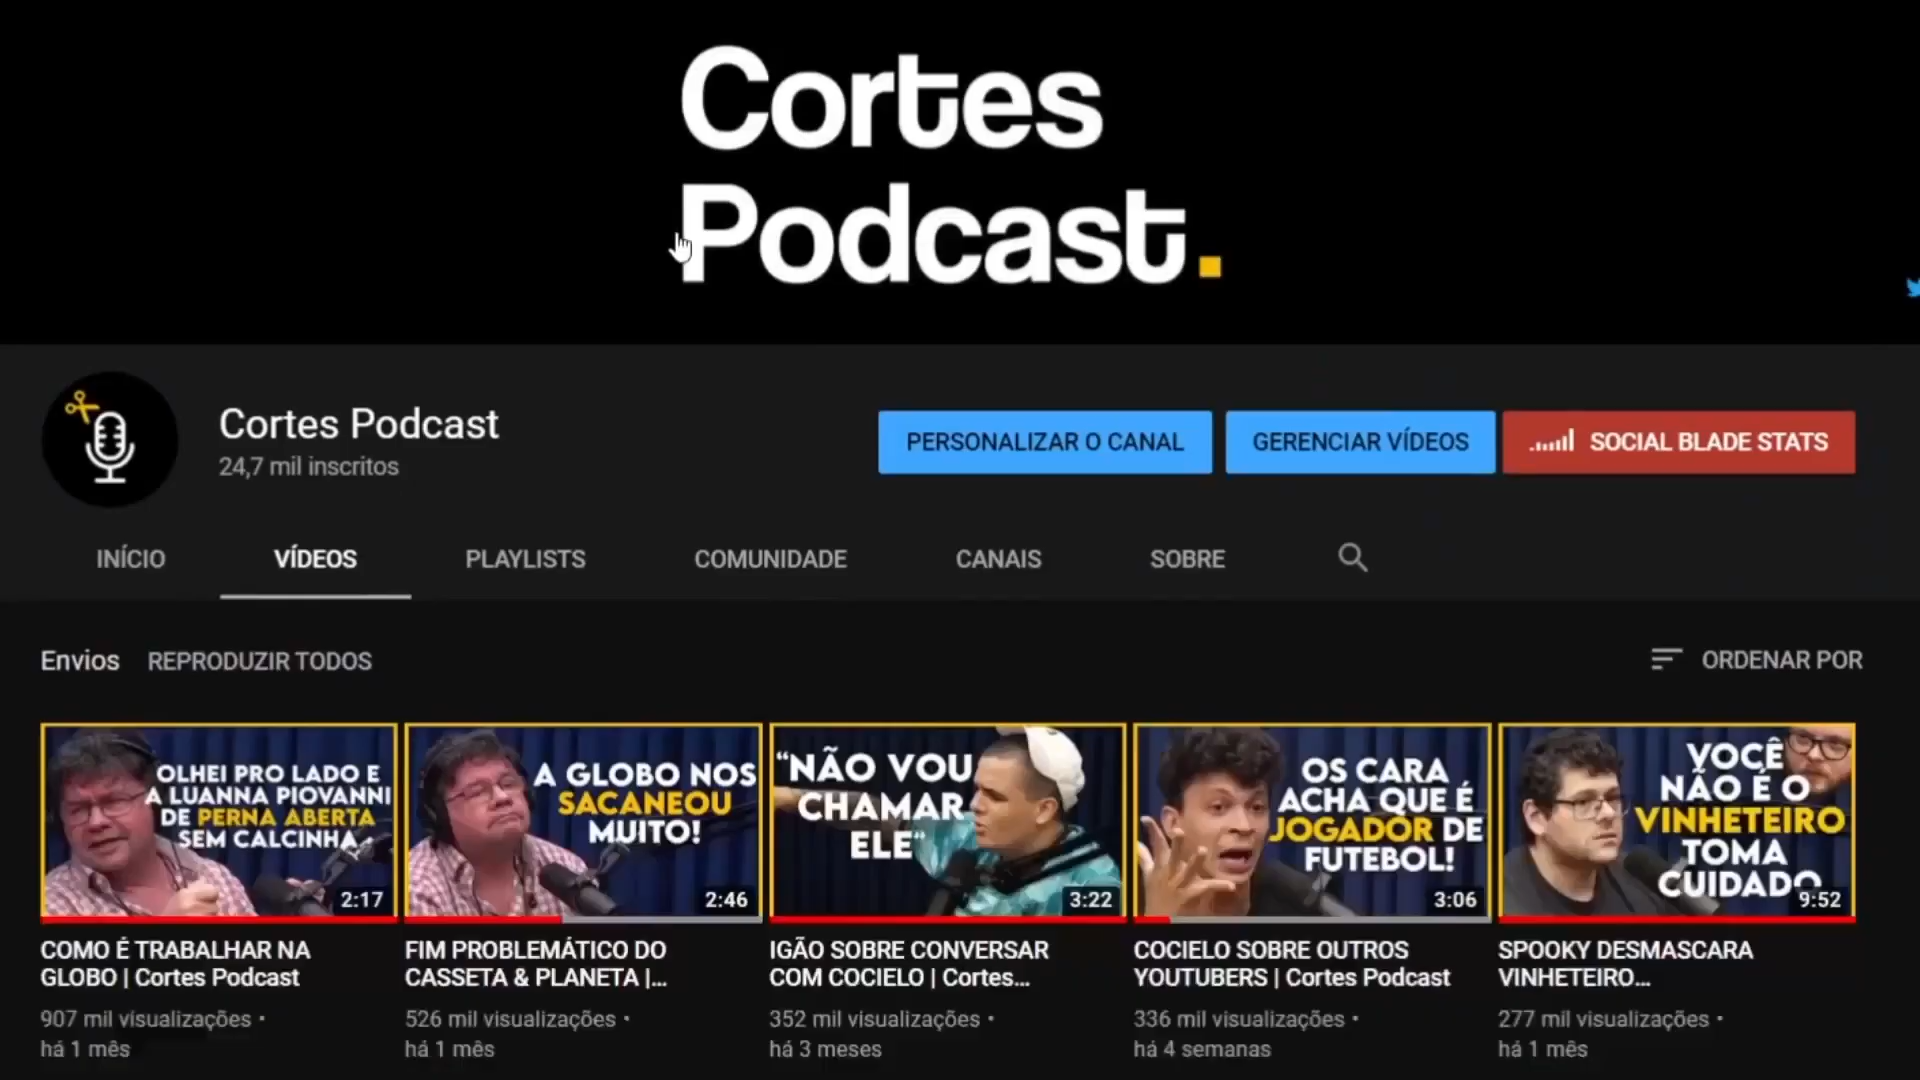 Cortes
Podcast.
Cortes Podcast
24,7 mil inscritos
PERSONALIZAR O CANAL
GERENCIAR VÍDEOS
SOCIAL BLADE STATS
INÍCIO
VÍDEOS
PLAYLISTS
COMUNIDADE
CANAIS
SOBRE
Envios
REPRODUZIR TODOS
ORDENAR POR
OLHEI PRO LADO E
A LUANNA PIOVANNI
DE PERNA ABERTA
SEM CALCINHA
2:17
COMO É TRABALHAR NA
GLOBO | Cortes Podcast
907 mil visualizações •
há 1 mês
A GLOBO NOS
SACANEOU
MUITO!
2:46
FIM PROBLEMÁTICO DO
CASSETA & PLANETA |...
526 mil visualizações •
há 1 mês
“NÃO VOU
CHAMAR
ELE“
3:22
IGÃO SOBRE CONVERSAR
COM COCIELO | Cortes...
352 mil visualizações •
há 3 meses
OS CARA
ACHA QUE É
JOGADOR DE
FUTEBOL!
3:06
COCIELO SOBRE OUTROS
YOUTUBERS | Cortes Podcast
336 mil visualizações •
há 4 semanas
VOCÊ
NÃO É O
VINHETEIRO
TOMA
CUIDADO
9:52
SPOOKY DESMASCARA
VINHETEIRO...
277 mil visualizações •
há 1 mês